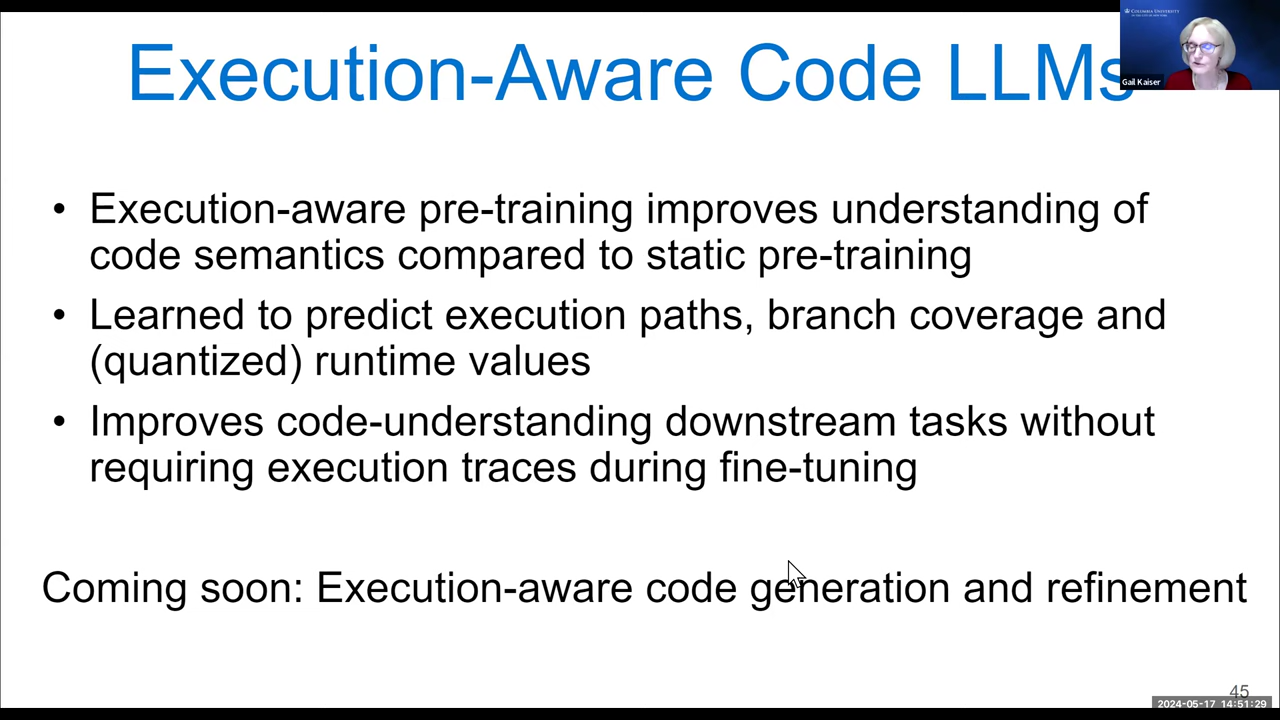 Execution-Aware Code LLMs
COLUMBIA UNIVERSITY
Gail Kaiser
• Execution-aware pre-training improves understanding of
code semantics compared to static pre-training
• Learned to predict execution paths, branch coverage and
(quantized) runtime values
• Improves code-understanding downstream tasks without
requiring execution traces during fine-tuning
Coming soon: Execution-aware code generation and refinement
45
2024-05-17 14:51:29